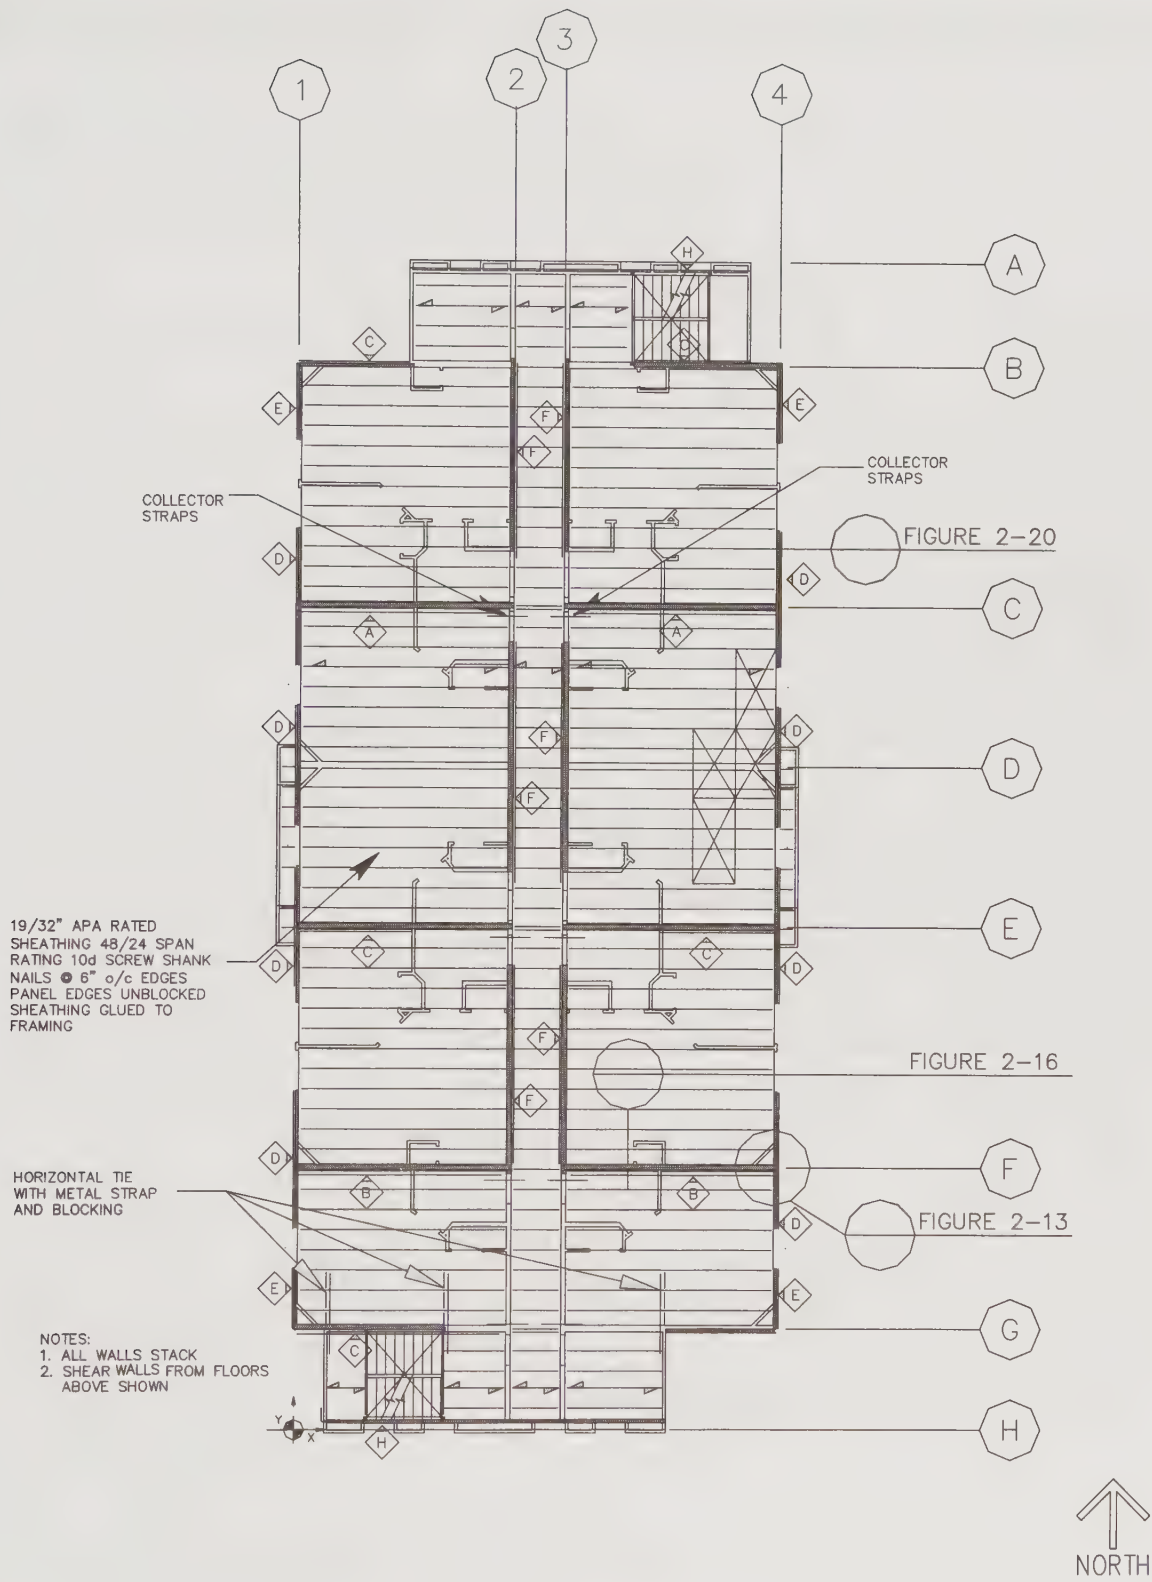 3
2
1
4
H
A
C
C
B
E
E
F
F
COLLECTOR
STRAPS
COLLECTOR
STRAPS
FIGURE 2-20
D
D
C
A
A
D
D
F
D
F
19/32" APA RATED
SHEATHING 48/24 SPAN
RATING 10d SCREW SHANK
NAILS @ 6" o/c EDGES
PANEL EDGES UNBLOCKED
SHEATHING GLUED TO
FRAMING
E
C
C
D
D
F
FIGURE 2-16
F
D
F
HORIZONTAL TIE
WITH METAL STRAP
AND BLOCKING
B
B
D
FIGURE 2-13
E
E
G
NOTES:
1. ALL WALLS STACK
2. SHEAR WALLS FROM FLOORS
ABOVE SHOWN
C
Y
X
H
H
NORTH